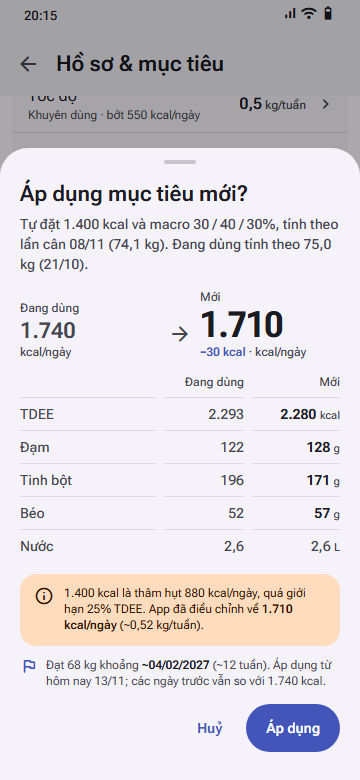 20:15
Hồ sơ & mục tiêu
Tốc độ
0,5 kg/tuần
Khuyên dùng · bớt 550 kcal/ngày
Áp dụng mục tiêu mới?
Tự đặt 1.400 kcal và macro 30 / 40 / 30%, tính theo
lần cân 08/11 (74,1 kg). Đang dùng tính theo 75,0
kg (21/10).
Đang dùng
1.740
kcal/ngày
Mới
1.710
−30 kcal · kcal/ngày
Đang dùng Mới
TDEE 2.293 2.280 kcal
Đạm 122 128 g
Tinh bột 196 171 g
Béo 52 57 g
Nước 2,6 2,6 L
1.400 kcal là thâm hụt 880 kcal/ngày, quá giới
hạn 25% TDEE. App đã điều chỉnh về 1.710
kcal/ngày (~0,52 kg/tuần).
Đạt 68 kg khoảng ~04/02/2027 (~12 tuần). Áp dụng từ
hôm nay 13/11; các ngày trước vẫn so với 1.740 kcal.
Huỷ
Áp dụng